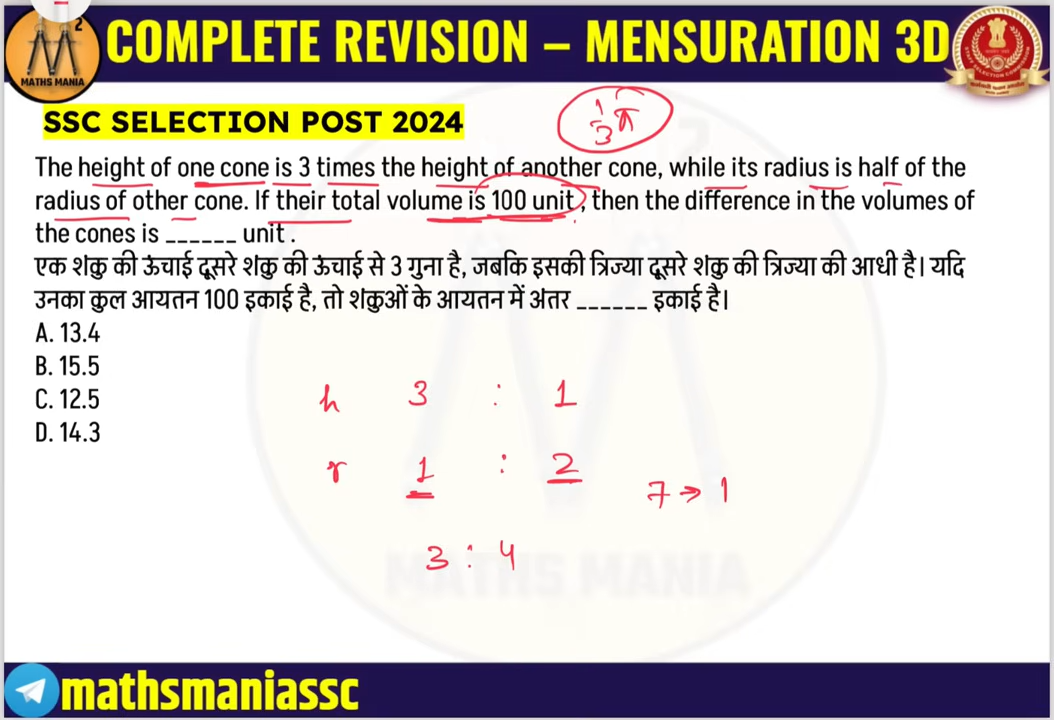 COMPLETE REVISION – MENSURATION 3D
2
MATHS MANIA
SSC SELECTION POST 2024
1/3 π
The height of one cone is 3 times the height of another cone, while its radius is half of the
radius of other cone. If their total volume is 100 unit, then the difference in the volumes of
the cones is ______ unit .
एक शंकु की ऊंचाई दूसरे शंकु की ऊंचाई से 3 गुना है, जबकि इसकी त्रिज्या दूसरे शंकु की त्रिज्या की आधी है। यदि
उनका कुल आयतन 100 इकाई है, तो शंकुओं के आयतन में अंतर ______ इकाई है।
A. 13.4
B. 15.5
C. 12.5
D. 14.3
h 3 : 1
r 1 : 2
7 → 1
3 : 4
MATHS MANIA
mathsmaniassc